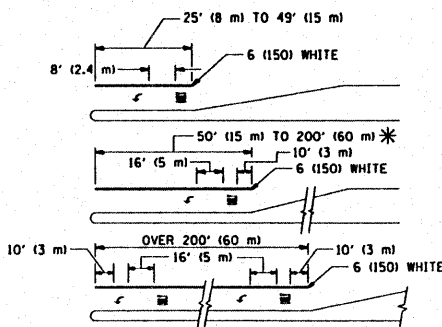 25' (8 m) TO 49' (15 m)
8' (2.4 m)
6 (150) WHITE
50' (15 m) TO 200' (60 m) *
10' (3 m)
16' (5 m)
6 (150) WHITE
OVER 200' (60 m)
10' (3 m)
16' (5 m)
10' (3 m)
6 (150) WHITE